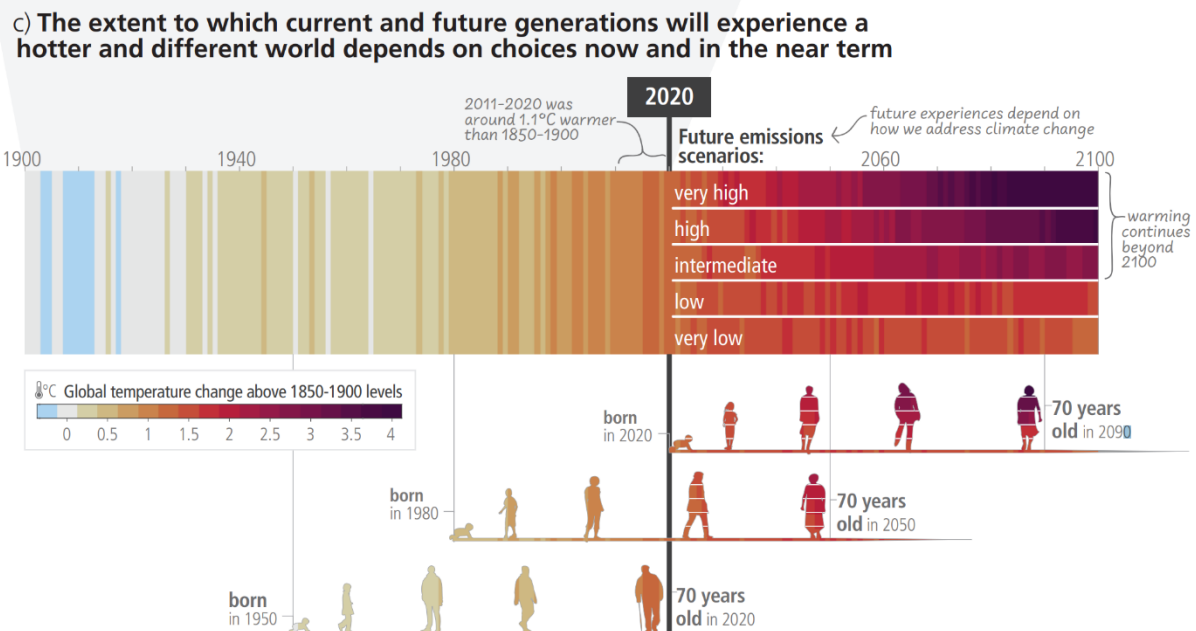 c) The extent to which current and future generations will experience a
hotter and different world depends on choices now and in the near term
2011-2020 was
around 1.1°C warmer
than 1850-1900
2020
future experiences depend on
how we address climate change
Future emissions
scenarios:
1900
1940
1980
2060
2100
very high
high
intermediate
low
very low
warming
continues
beyond
2100
°C Global temperature change above 1850-1900 levels
0 0.5 1 1.5 2 2.5 3 3.5 4
born
in 2020
70 years
old in 2090
born
in 1980
70 years
old in 2050
born
in 1950
70 years
old in 2020